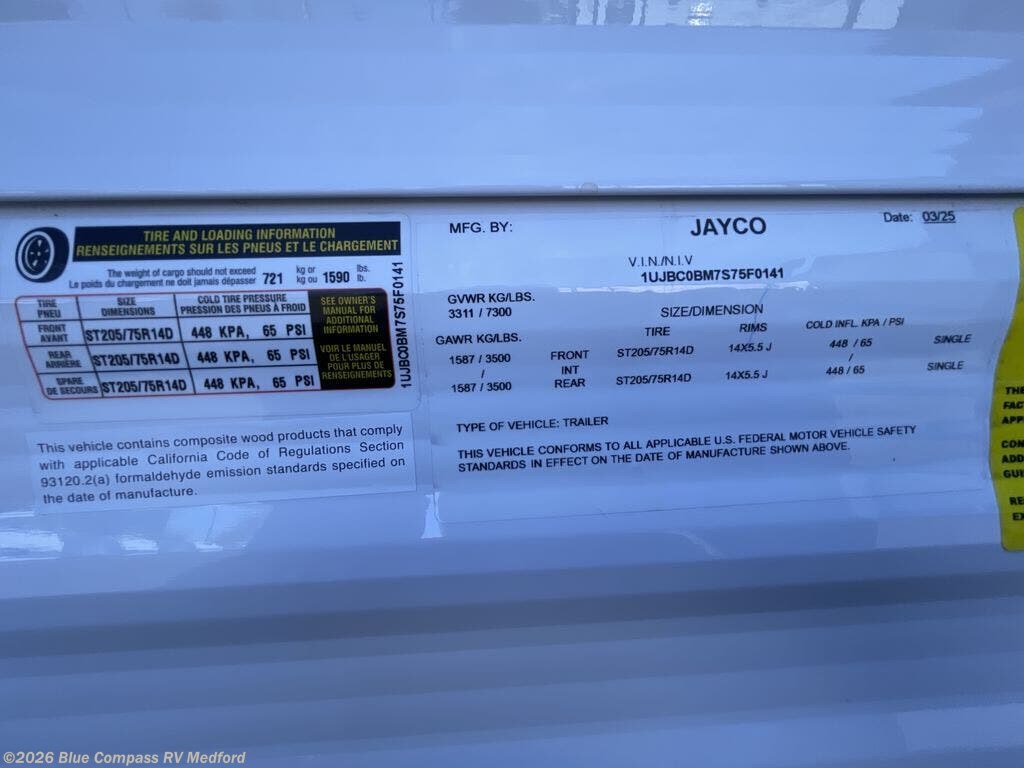 TIRE AND LOADING INFORMATION
RENSEIGNEMENTS SUR LES PNEUS ET LE CHARGEMENT
The weight of cargo should not exceed
Le poids du chargement ne doit jamais dépasser 721 kg or kg ou 1590 lbs. lb.
TIRE PNEU SIZE DIMENSIONS COLD TIRE PRESSURE PRESSION DES PNEUS À FROID
FRONT AVANT ST205/75R14D 448 KPA, 65 PSI
REAR ARRIÈRE ST205/75R14D 448 KPA, 65 PSI
SPARE DE SECOURS ST205/75R14D 448 KPA, 65 PSI
SEE OWNER'S
MANUAL FOR
ADDITIONAL
INFORMATION
VOIR LE MANUEL
DE L'USAGER
POUR PLUS DE
RENSEIGNEMENTS
1UJBC0BM7S75F0141
This vehicle contains composite wood products that comply
with applicable California Code of Regulations Section
93120.2(a) formaldehyde emission standards specified on
the date of manufacture.
MFG. BY: JAYCO Date: 03/25
V.I.N./N.I.V
1UJBC0BM7S75F0141
GVWR KG/LBS.
3311 / 7300
SIZE/DIMENSION
GAWR KG/LBS. TIRE RIMS COLD INFL. KPA / PSI
1587 / 3500 FRONT ST205/75R14D 14X5.5 J 448 / 65 SINGLE
/ INT /
1587 / 3500 REAR ST205/75R14D 14X5.5 J 448 / 65 SINGLE
TYPE OF VEHICLE: TRAILER
THIS VEHICLE CONFORMS TO ALL APPLICABLE U.S. FEDERAL MOTOR VEHICLE SAFETY
STANDARDS IN EFFECT ON THE DATE OF MANUFACTURE SHOWN ABOVE.
THE
FAC
APP
CON
ADD
GUI
RE
EX
©2026 Blue Compass RV Medford